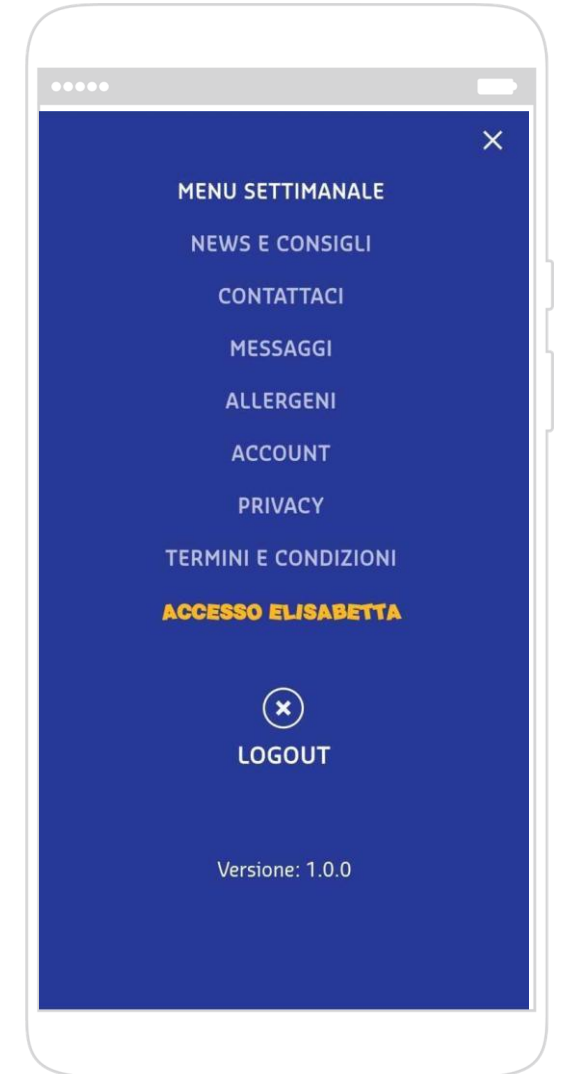 MENU SETTIMANALE
NEWS E CONSIGLI
CONTATTACI
MESSAGGI
ALLERGENI
ACCOUNT
PRIVACY
TERMINI E CONDIZIONI
ACCESSO ELISABETTA
LOGOUT
Versione: 1.0.0